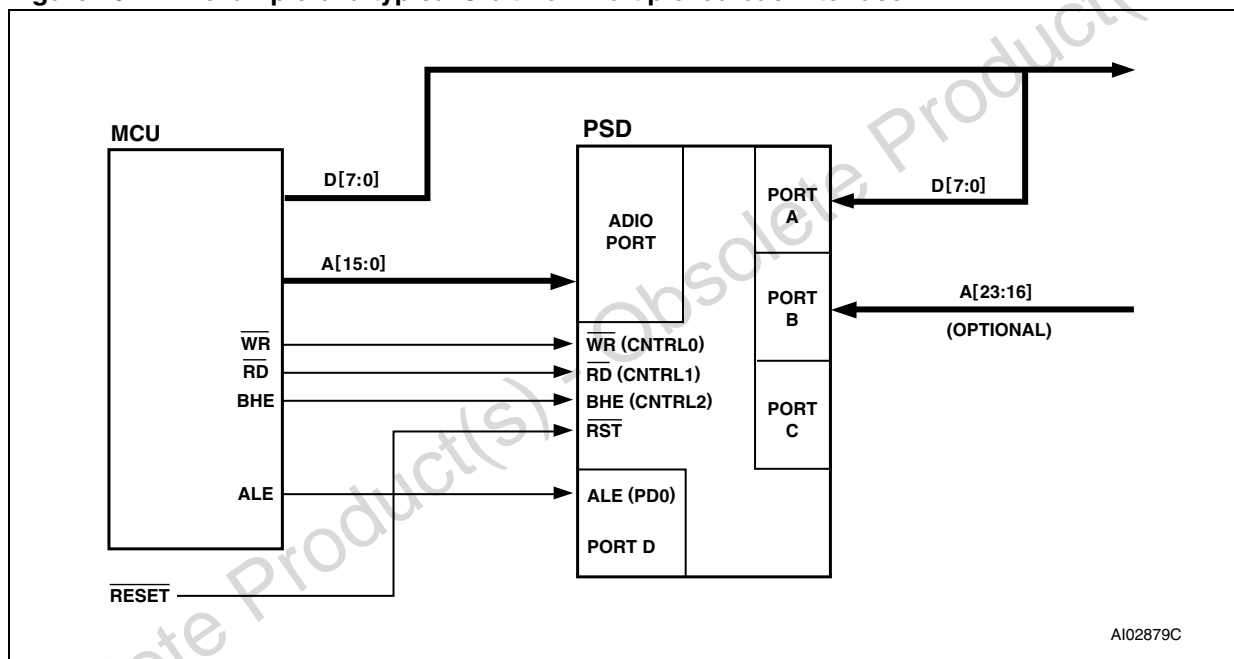 MCU
PSD
D[7:0]
ADIO
PORT
PORT
A
D[7:0]
A[15:0]
PORT
B
A[23:16]
(OPTIONAL)
WR
WR (CNTRL0)
RD
RD (CNTRL1)
BHE
BHE (CNTRL2)
PORT
C
RST
ALE
ALE (PD0)
PORT D
RESET
AI02879C
ete Product(s) - Obsolete Product(